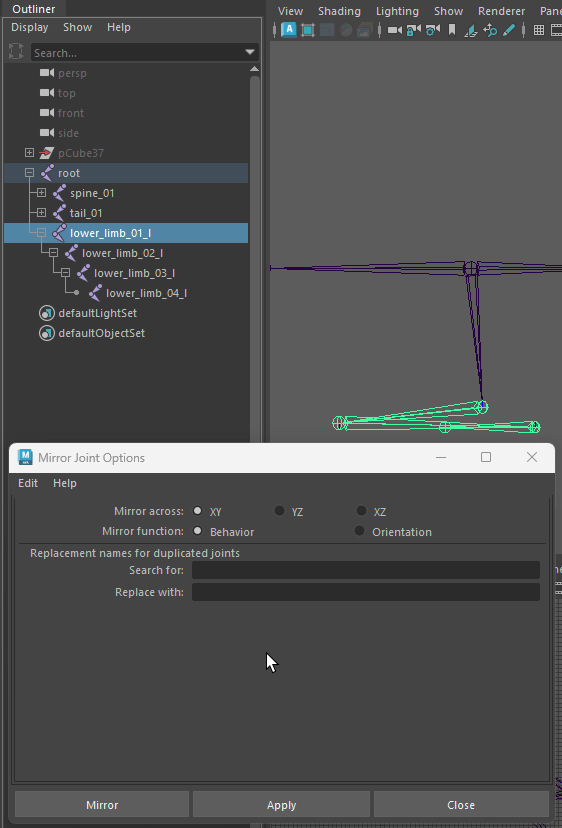 Outliner
Display Show Help
Search...
persp
top
front
side
pCube37
root
spine_01
tail_01
lower_limb_01_l
lower_limb_02_l
lower_limb_03_l
lower_limb_04_l
defaultLightSet
defaultObjectSet
View Shading Lighting Show Renderer
Mirror Joint Options
Edit Help
Mirror across: XY YZ XZ
Mirror function: Behavior Orientation
Replacement names for duplicated joints
Search for:
Replace with:
Mirror Apply Close